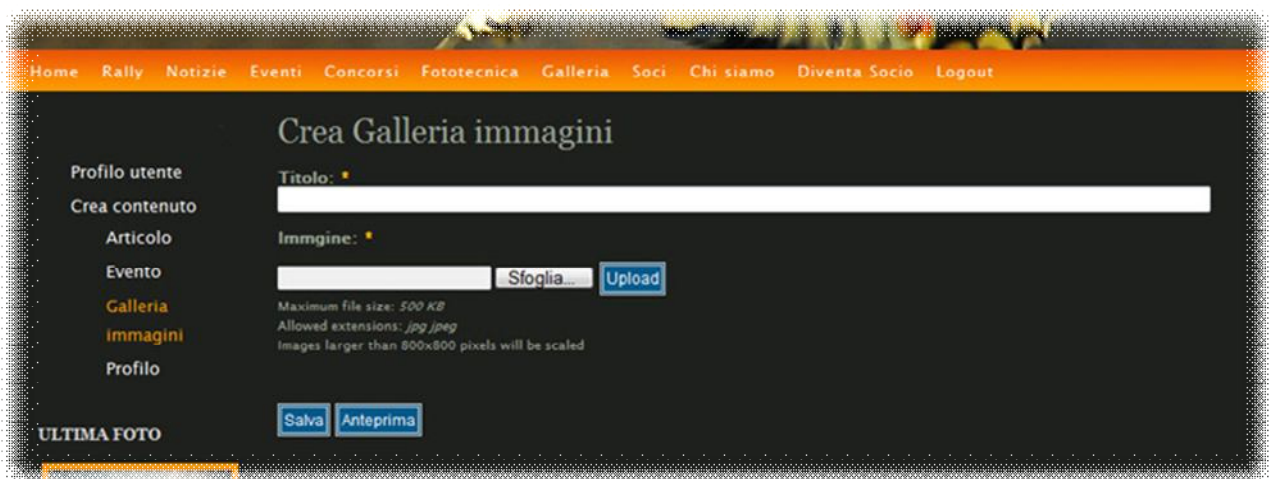 Home Rally Notizie Eventi Concorsi Fototecnica Galleria Soci Chi siamo Diventa Socio Logout
Crea Galleria immagini
Profilo utente
Crea contenuto
Articolo
Evento
Galleria
immagini
Profilo
ULTIMA FOTO
Titolo: *
Immgine: *
Sfoglia... Upload
Maximum file size: 500 KB
Allowed extensions: jpg jpeg
Images larger than 800x800 pixels will be scaled
Salva Anteprima